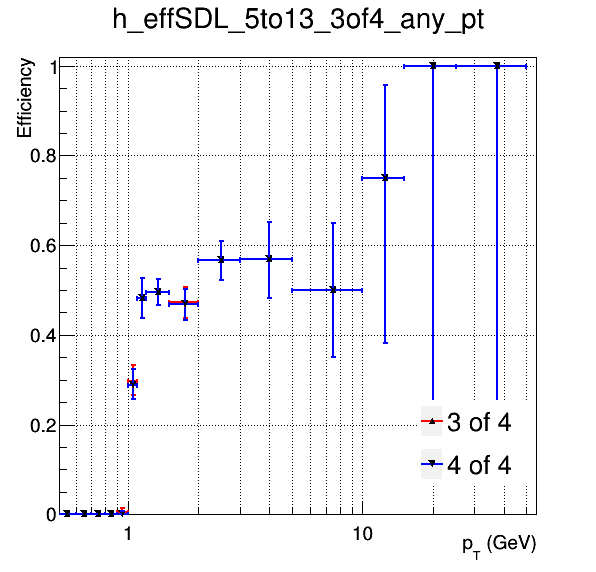 h_effSDL_5to13_3of4_any_pt
Efficiency
1
0.8
0.6
0.4
0.2
0
3 of 4
4 of 4
1
10
p_T (GeV)